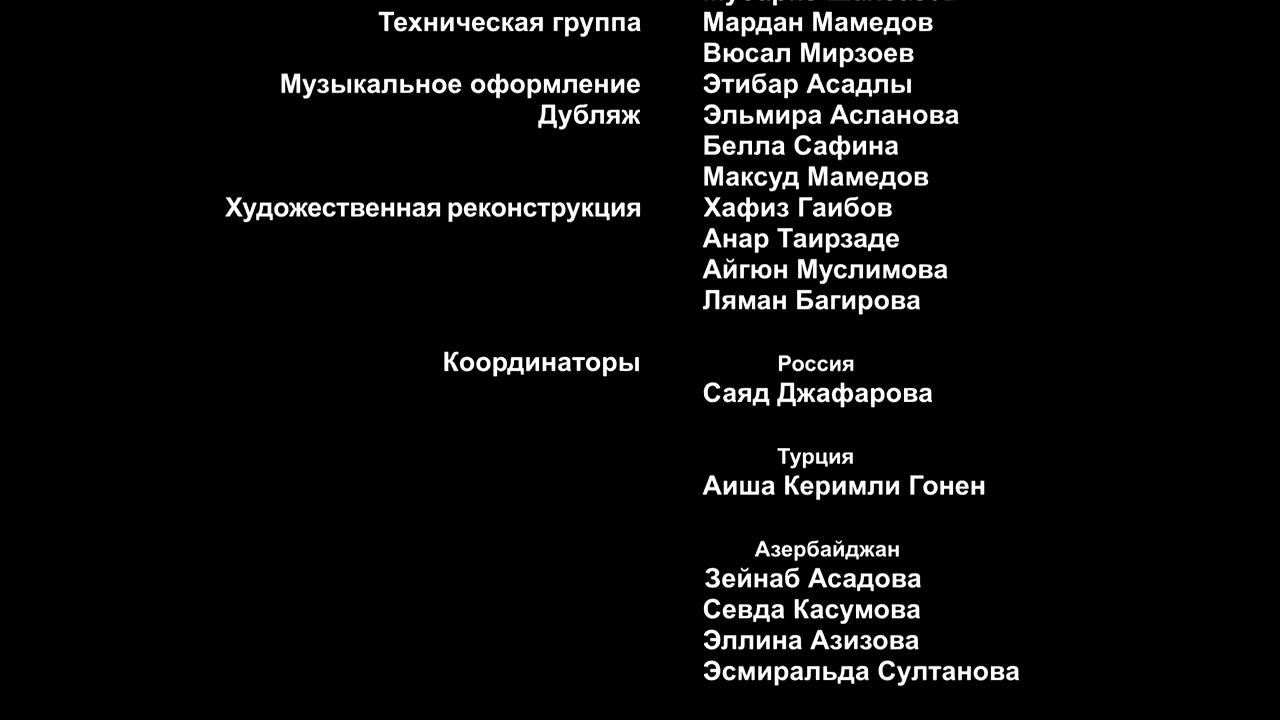 Техническая группа Мардан Мамедов
Вюсал Мирзоев
Музыкальное оформление Этибар Асадлы
Дубляж Эльмира Асланова
Белла Сафина
Максуд Мамедов
Художественная реконструкция Хафиз Гаибов
Анар Таирзаде
Айгюн Муслимова
Ляман Багирова
Координаторы Россия
Саяд Джафарова
Турция
Аиша Керимли Гонен
Азербайджан
Зейнаб Асадова
Севда Касумова
Эллина Азизова
Эсмиральда Султанова